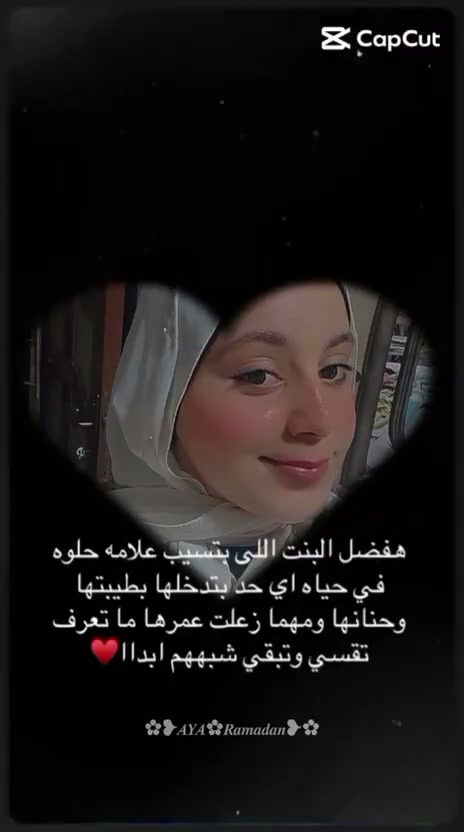 CapCut
هفضل البنت اللى بتسيب علامه حلوه
في حياه اي حد بتدخلها بطيبتها
وحنانها ومهما زعلت عمرها ما تعرف
تقسي وتبقي شبههم ابداا♥️
✿❥AYA✿Ramadan❥✿